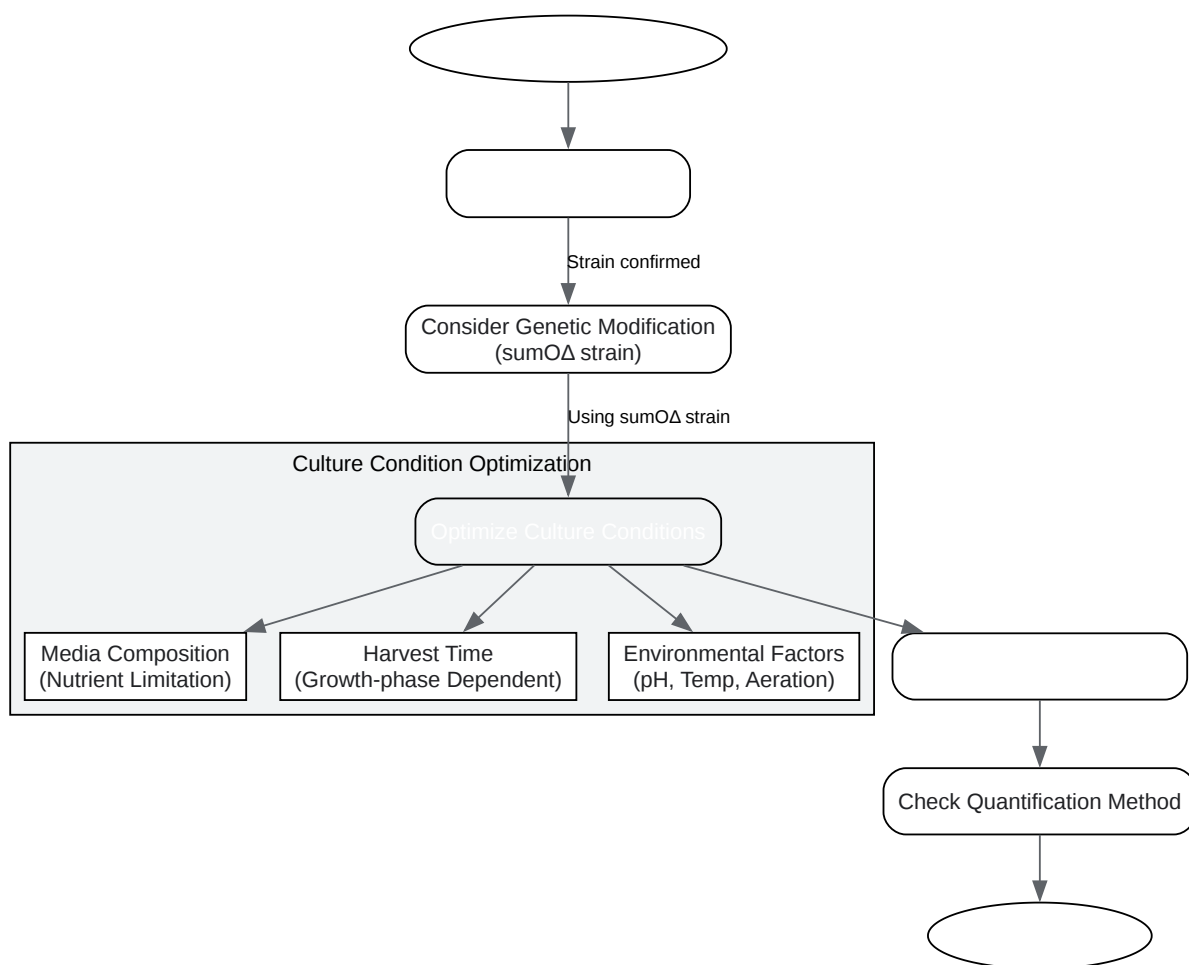 Strain confirmed
Consider Genetic Modification
(sumOΔ strain)
Using sumOΔ strain
Culture Condition Optimization
Optimize Culture Conditions
Media Composition
(Nutrient Limitation)
Harvest Time
(Growth-phase Dependent)
Environmental Factors
(pH, Temp, Aeration)
Check Quantification Method